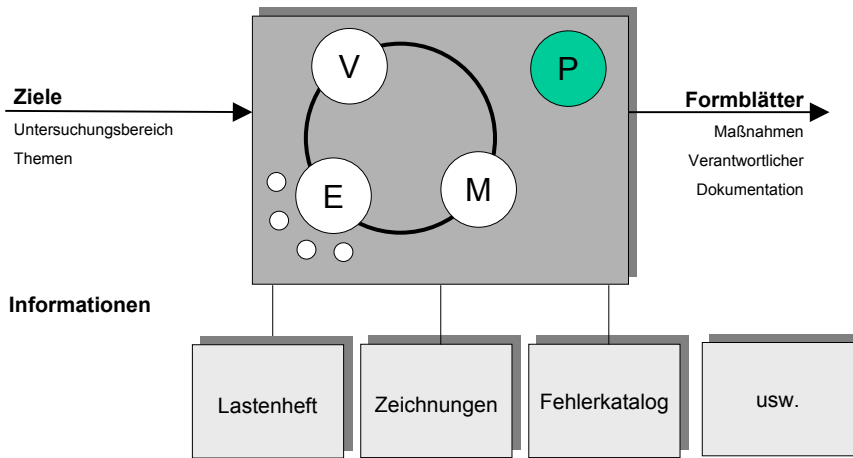 V
P
Ziele
Untersuchungsbereich
Themen
E
M
Formblätter
Maßnahmen
Verantwortlicher
Dokumentation
Informationen
Lastenheft
Zeichnungen
Fehlerkatalog
usw.